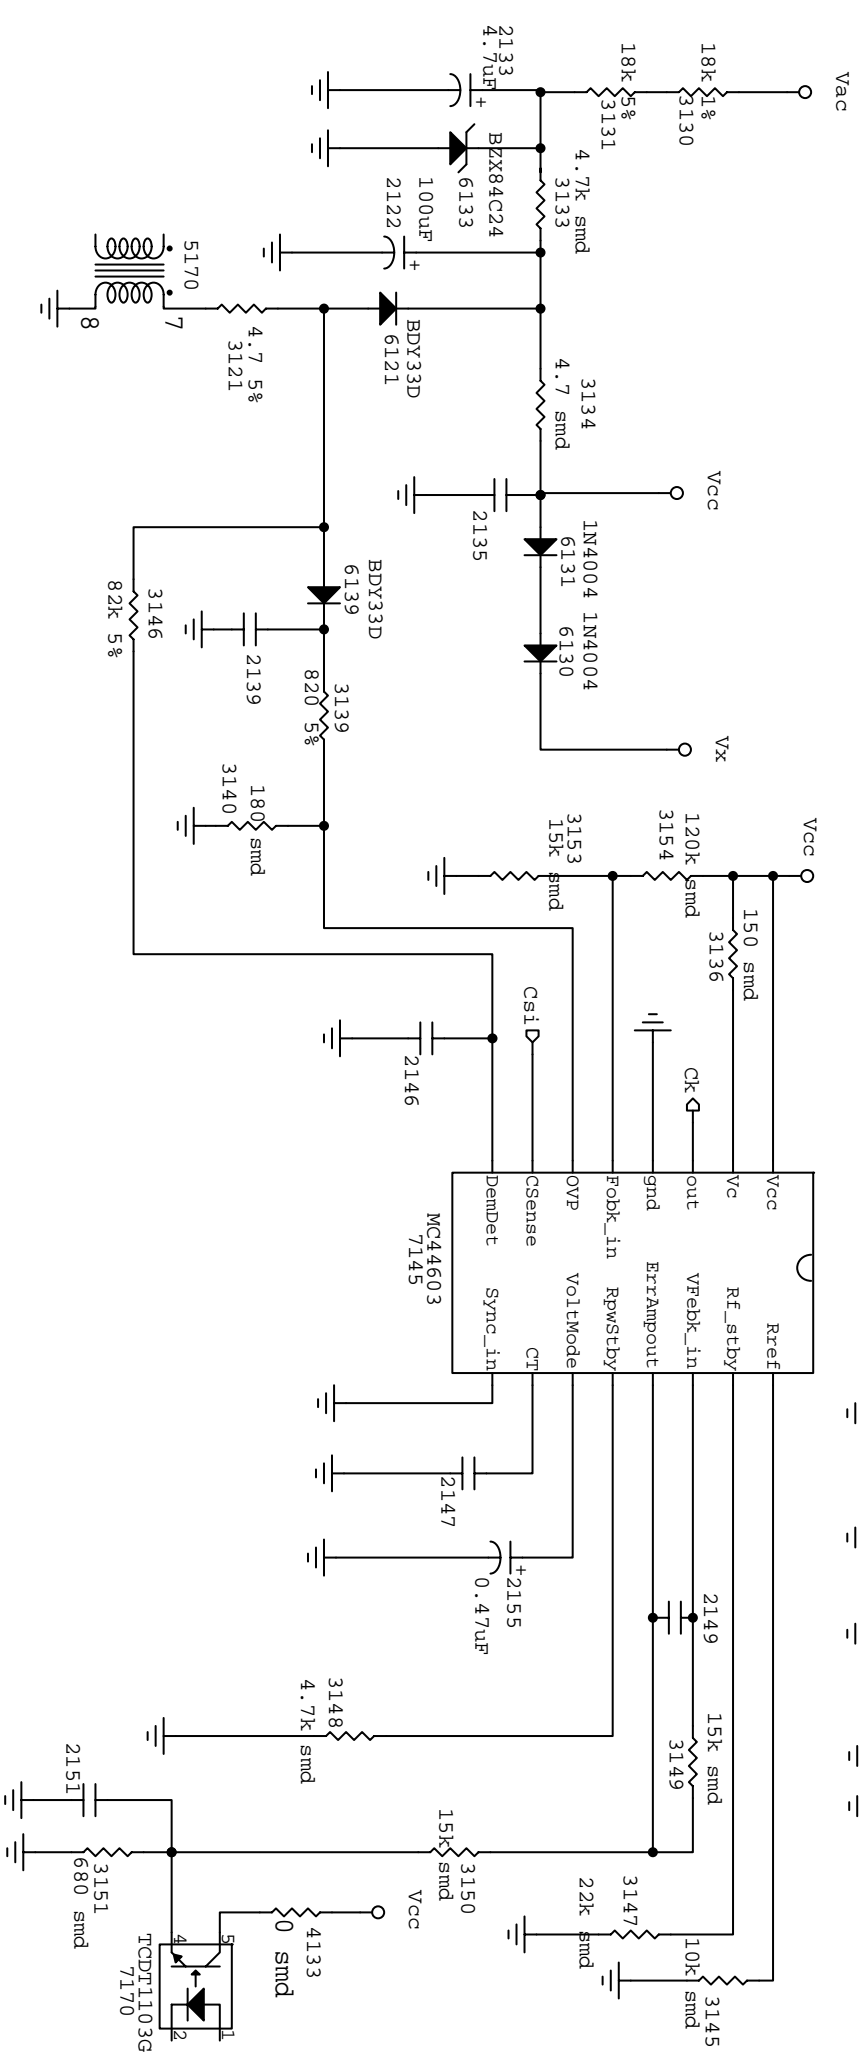 Vac
18k 1%
3130
18k 5%
3131
2133
4.7uF
+
BZX84C24
6133
4.7k smd
3133
100uF
2122
+
5170
7
8
4.7 5%
3121
BDY33D
6121
3134
4.7 smd
Vcc
2135
1N4004
6131
1N4004
6130
Vx
BDY33D
6139
2139
3146
82k 5%
3139
820 5%
180 smd
3140
Vcc
120k smd
3154
3153
15k smd
150 smd
3136
Csi
Ck
2146
Vcc
Vc
out
gnd
Fobk_in
OVP
CSense
DemDet
Rref
Rf_stby
VFebk_in
ErrAmpout
RpwStby
VoltMode
CT
Sync_in
MC44603
7145
2147
+
2155
0.47uF
2149
15k smd
3149
3148
4.7k smd
2151
3151
680 smd
15k smd
3150
Vcc
4133
0 smd
3147
22k smd
10k smd
3145
5
4
1
2
TCDT1103G
7170